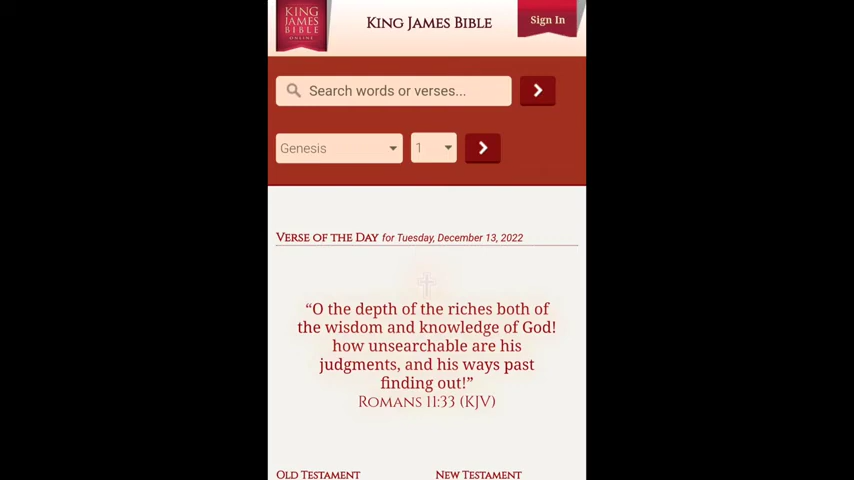 KING
JAMES
BIBLE
ONLINE
KING JAMES BIBLE
Sign In
Search words or verses...
Genesis
1
VERSE OF THE DAY for Tuesday, December 13, 2022
“O the depth of the riches both of
the wisdom and knowledge of God!
how unsearchable are his
judgments, and his ways past
finding out!”
ROMANS 11:33 (KJV)
OLD TESTAMENT
NEW TESTAMENT